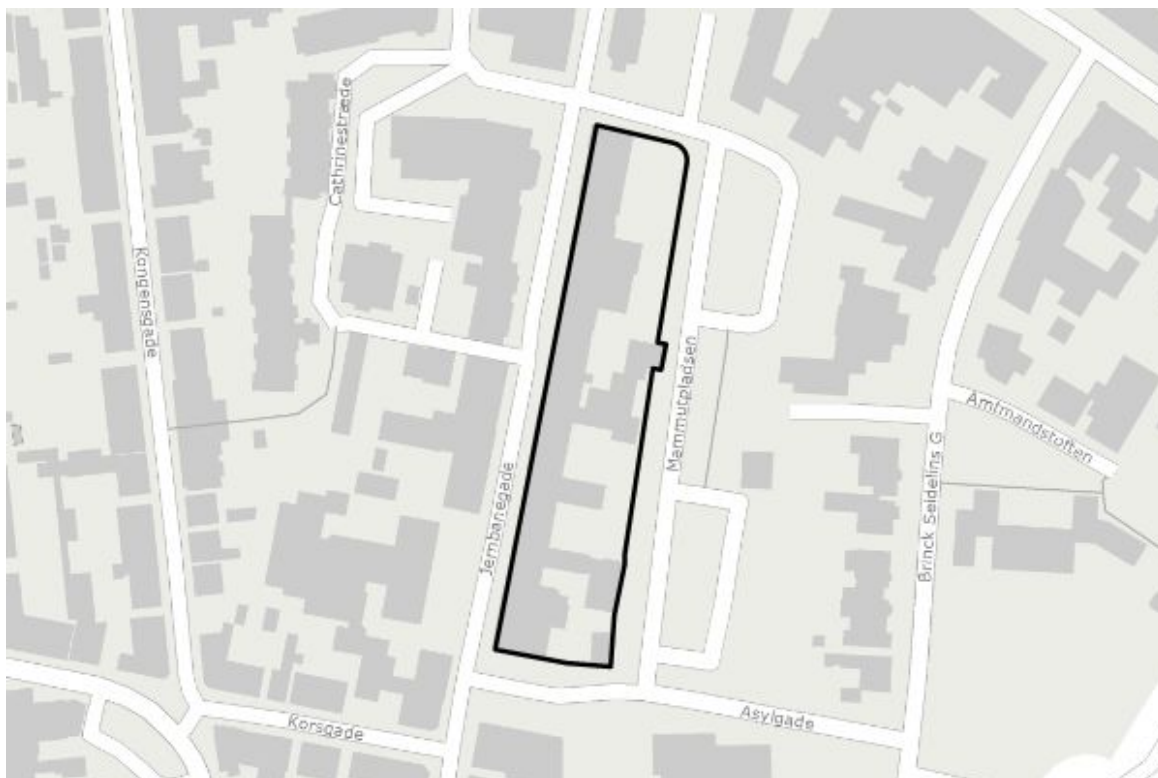 Cathrinestræde
Kongensgade
Jernbanegade
Mammutpladsen
Amtmandstoften
Brinck Seidelins G
Asylgade
Korsgade